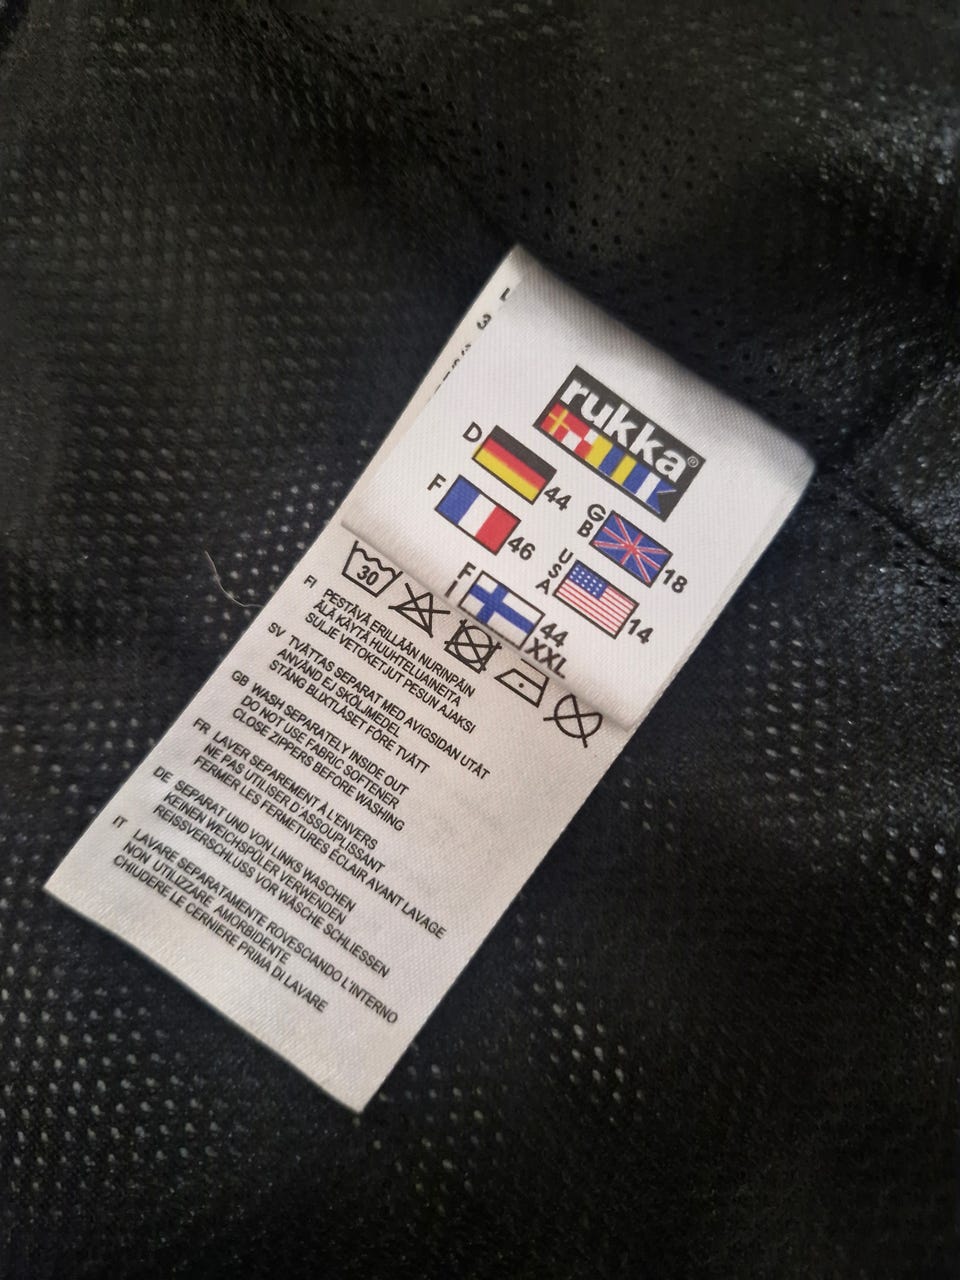 L
3
rukka®
D 44
F 46
FI 44
XXL
GB 18
USA 14
30
FI PESTÄVÄ ERILLÄÄN NURINPÄIN
ÄLÄ KÄYTÄ HUUHTELUAINEITA
SULJE VETOKETJUT PESUN AJAKSI
SV TVÄTTAS SEPARAT MED AVIGSIDAN UTÅT
ANVÄND EJ SKÖLJMEDEL
STÄNG BLIXTLÅSET FÖRE TVÄTT
GB WASH SEPARATELY INSIDE OUT
DO NOT USE FABRIC SOFTENER
CLOSE ZIPPERS BEFORE WASHING
FR LAVER SEPAREMENT À L'ENVERS
NE PAS UTILISER D'ASSOUPLISSANT
FERMER LES FERMETURES ÉCLAIR AVANT LAVAGE
DE SEPARAT UND VON LINKS WASCHEN
KEINEN WEICHSPÜLER VERWENDEN
REISSVERSCHLUSS VOR WÄSCHE SCHLIESSEN
IT LAVARE SEPARATAMENTE ROVESCIANDO L'INTERNO
NON UTILIZZARE AMORBIDENTE
CHIUDERE LE CERNIERE PRIMA DI LAVARE